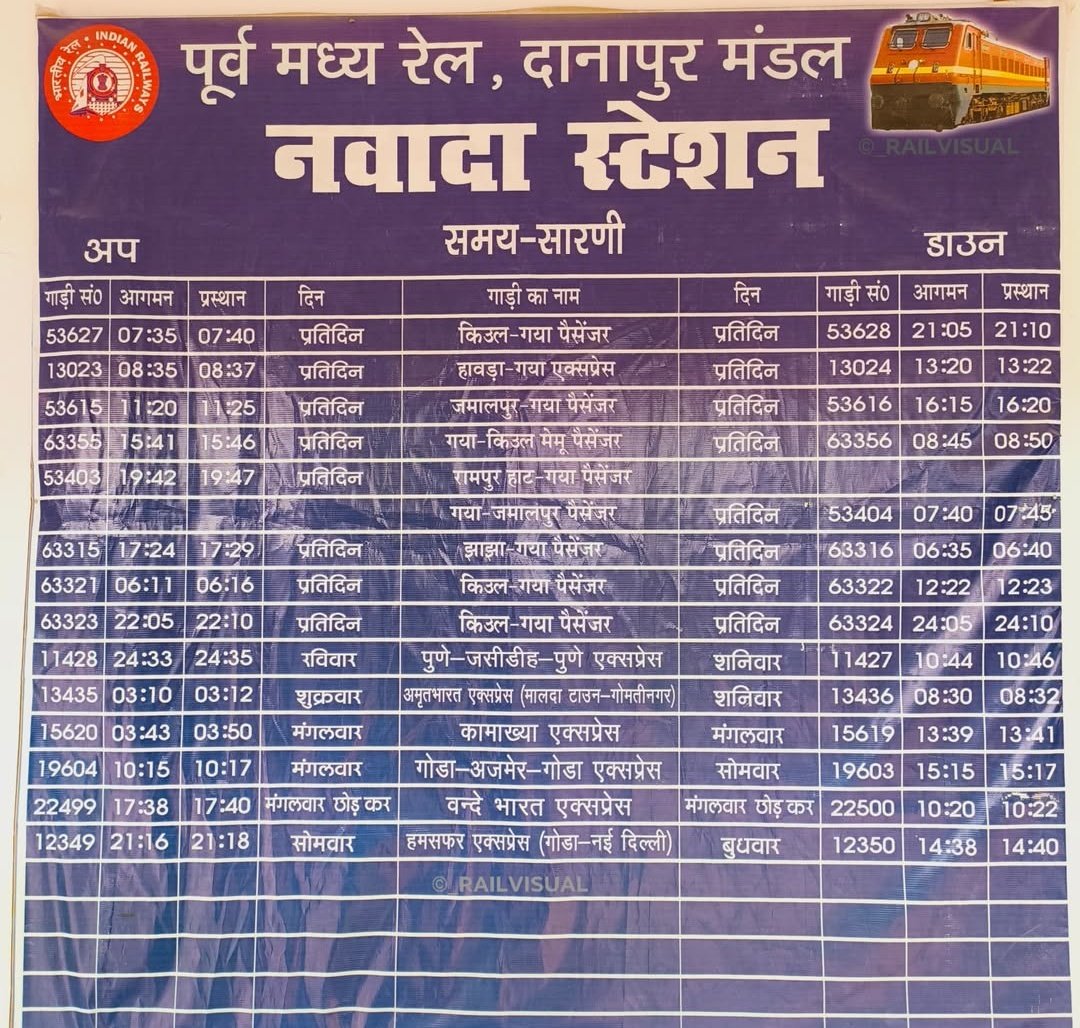 भारतीय रेल • INDIAN RAILWAYS
पूर्व मध्य रेल, दानापुर मंडल
नवादा स्टेशन
© RAILVISUAL
अप समय-सारणी डाउन
गाड़ी सं० आगमन प्रस्थान दिन गाड़ी का नाम दिन गाड़ी सं० आगमन प्रस्थान
53627 07:35 07:40 प्रतिदिन किउल-गया पैसेंजर प्रतिदिन 53628 21:05 21:10
13023 08:35 08:37 प्रतिदिन हावड़ा-गया एक्सप्रेस प्रतिदिन 13024 13:20 13:22
53615 11:20 11:25 प्रतिदिन जमालपुर-गया पैसेंजर प्रतिदिन 53616 16:15 16:20
63355 15:41 15:46 प्रतिदिन गया-किउल मेमू पैसेंजर प्रतिदिन 63356 08:45 08:50
53403 19:42 19:47 प्रतिदिन रामपुर हाट-गया पैसेंजर
गया-जमालपुर पैसेंजर प्रतिदिन 53404 07:40 07:45
63315 17:24 17:29 प्रतिदिन झाझा-गया पैसेंजर प्रतिदिन 63316 06:35 06:40
63321 06:11 06:16 प्रतिदिन किउल-गया पैसेंजर प्रतिदिन 63322 12:22 12:23
63323 22:05 22:10 प्रतिदिन किउल-गया पैसेंजर प्रतिदिन 63324 24:05 24:10
11428 24:33 24:35 रविवार पुणे–जसीडीह–पुणे एक्सप्रेस शनिवार 11427 10:44 10:46
13435 03:10 03:12 शुक्रवार अमृतभारत एक्सप्रेस (मालदा टाउन-गोमतीनगर) शनिवार 13436 08:30 08:32
15620 03:43 03:50 मंगलवार कामाख्या एक्सप्रेस मंगलवार 15619 13:39 13:41
19604 10:15 10:17 मंगलवार गोडा–अजमेर–गोडा एक्सप्रेस सोमवार 19603 15:15 15:17
22499 17:38 17:40 मंगलवार छोड़ कर वन्दे भारत एक्सप्रेस मंगलवार छोड़ कर 22500 10:20 10:22
12349 21:16 21:18 सोमवार हमसफर एक्सप्रेस (गोडा–नई दिल्ली) बुधवार 12350 14:38 14:40
© RAILVISUAL